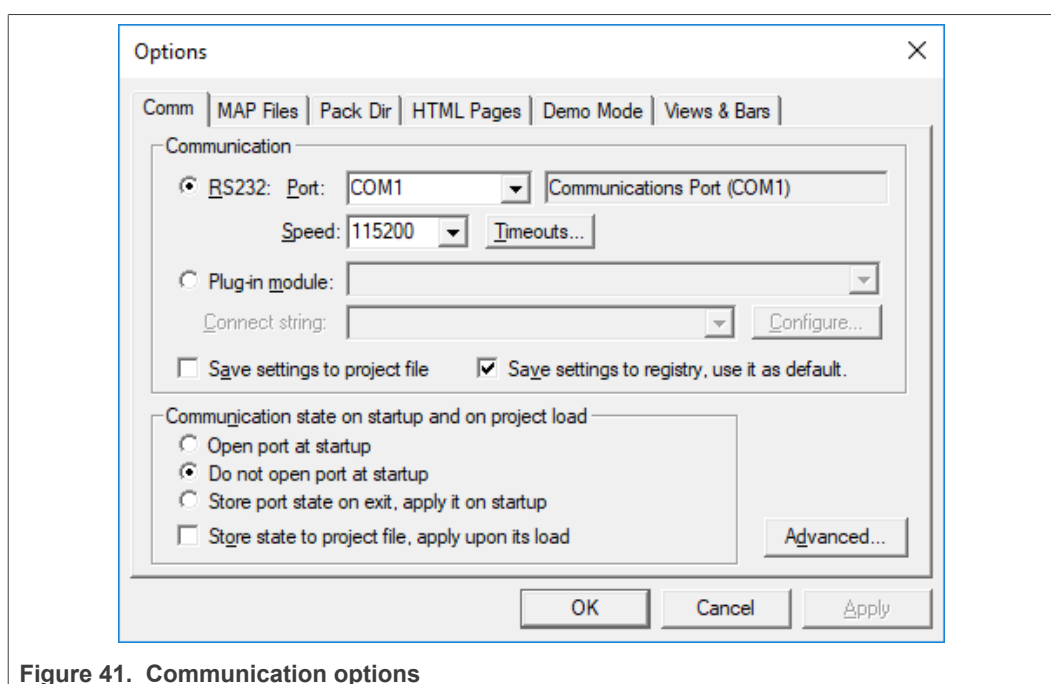 Options
Comm MAP Files Pack Dir HTML Pages Demo Mode Views & Bars
Communication
RS232: Port: COM1 Communications Port (COM1)
Speed: 115200 Timeouts...
Plug-in module:
Connect string: Configure...
Save settings to project file Save settings to registry, use it as default.
Communication state on startup and on project load
Open port at startup
Do not open port at startup
Store port state on exit, apply it on startup
Store state to project file, apply upon its load Advanced...
OK Cancel Apply
Figure 41. Communication options